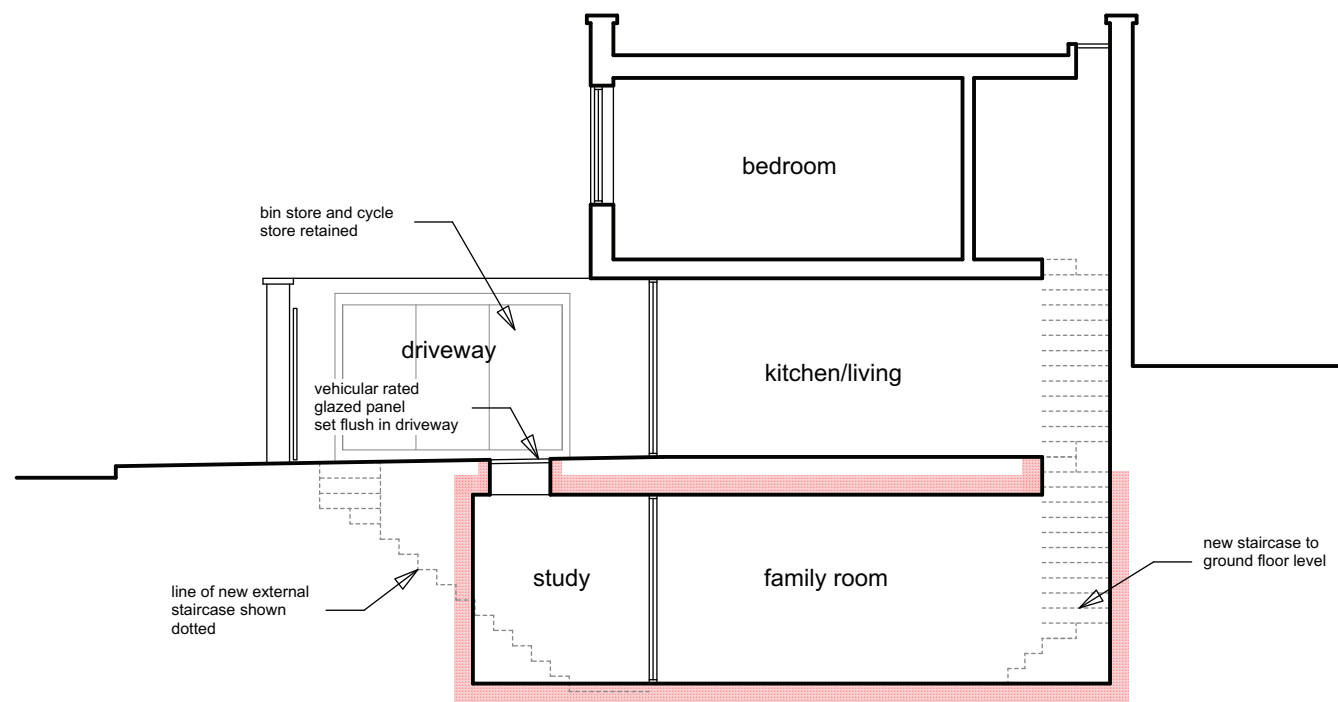 bedroom
bin store and cycle
store retained
driveway
kitchen/living
vehicular rated
glazed panel
set flush in driveway
new staircase to
ground floor level
study
family room
line of new external
staircase shown
dotted